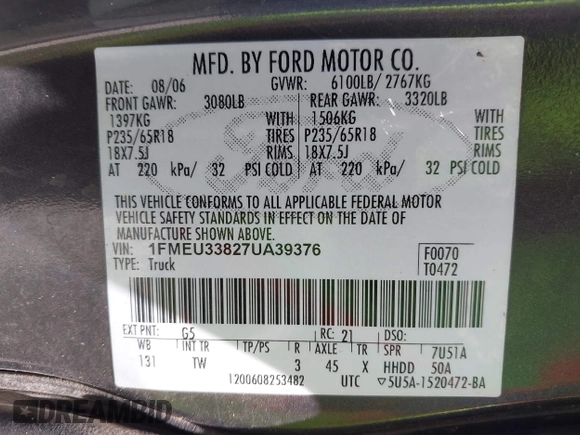 MFD. BY FORD MOTOR CO.
DATE: 08/06 GVWR: 6100LB/ 2767KG
FRONT GAWR: 3080LB REAR GAWR: 3320LB
1397KG WITH 1506KG WITH
P235/65R18 TIRES P235/65R18 TIRES
18X7.5J RIMS 18X7.5J RIMS
AT 220 kPa/ 32 PSI COLD AT 220 kPa/ 32 PSI COLD
Ford
THIS VEHICLE CONFORMS TO ALL APPLICABLE FEDERAL MOTOR
VEHICLE SAFETY STANDARDS IN EFFECT ON THE DATE OF
MANUFACTURE SHOWN ABOVE.
VIN: 1FMEU33827UA39376 F0070
TYPE: Truck T0472
EXT PNT: G5 RC: 21 DSO:
WB INT TR TP/PS R AXLE TR SPR 7U51A
131 TW 3 45 X HHDD 50A
1200608253482 UTC ▽5U5A-1520472-BA
DREAMBID